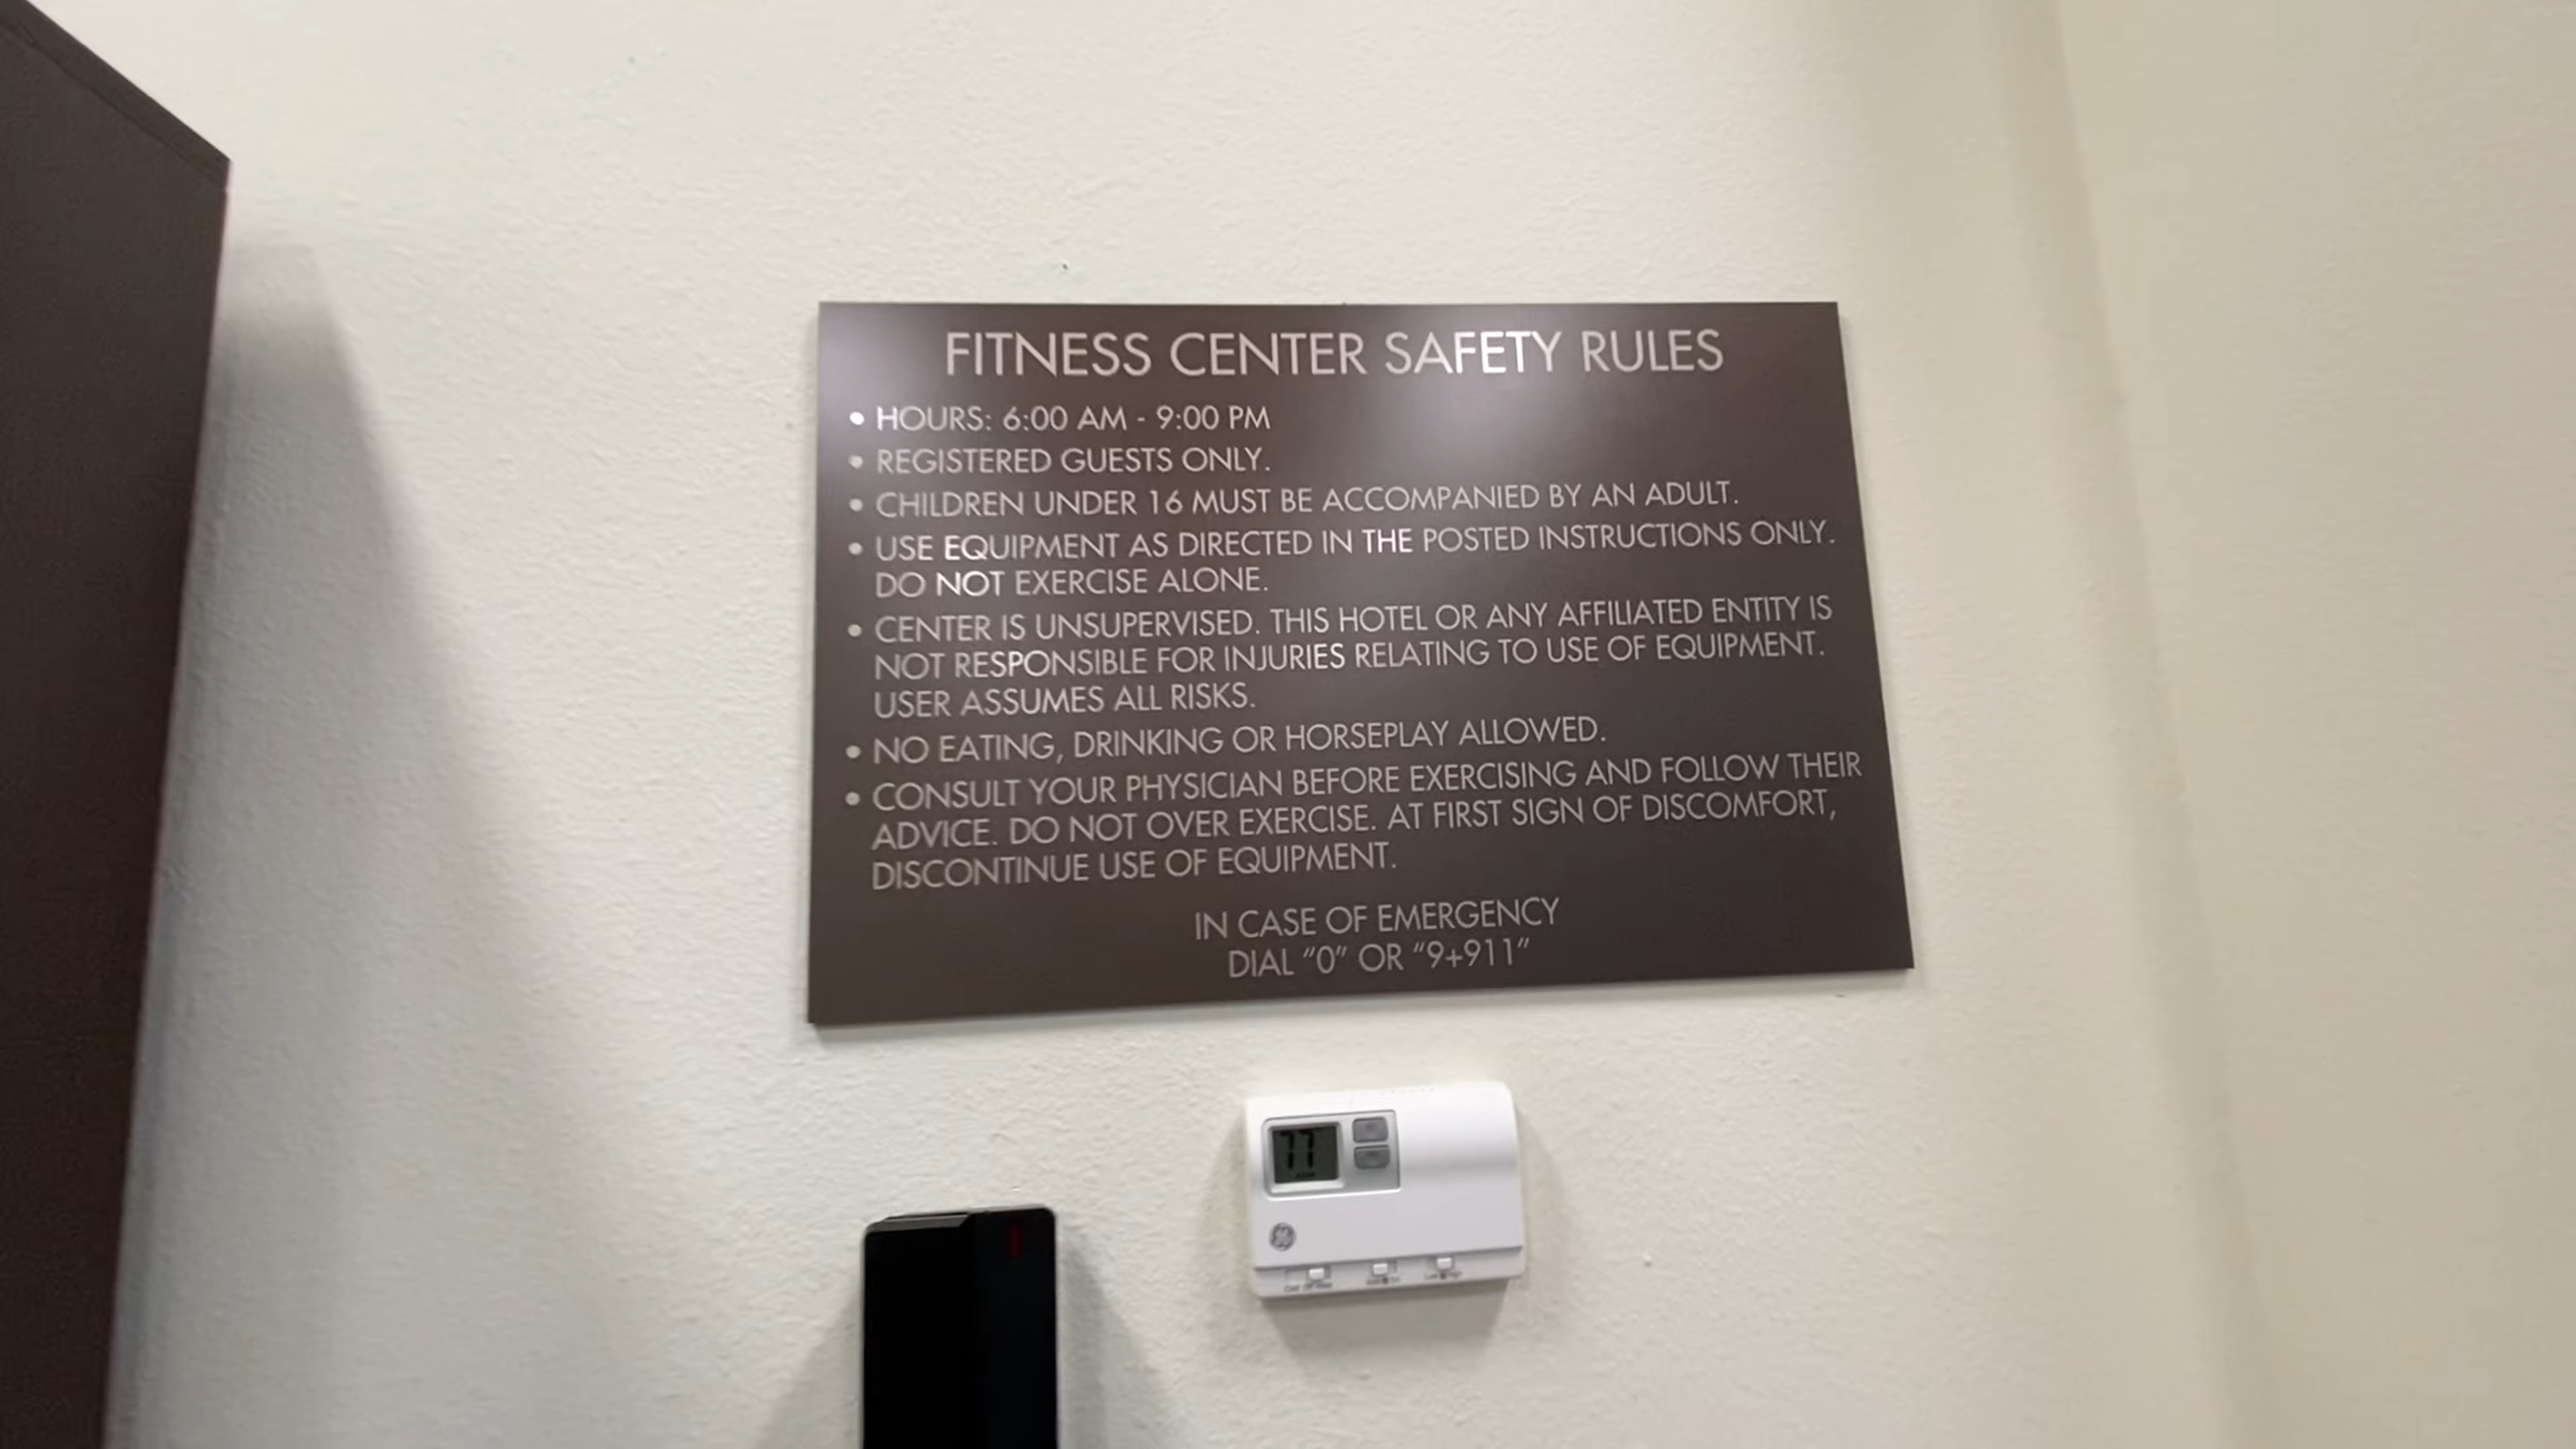 FITNESS CENTER SAFETY RULES
• HOURS: 6:00 AM - 9:00 PM
• REGISTERED GUESTS ONLY.
• CHILDREN UNDER 16 MUST BE ACCOMPANIED BY AN ADULT.
• USE EQUIPMENT AS DIRECTED IN THE POSTED INSTRUCTIONS ONLY.
DO NOT EXERCISE ALONE.
• CENTER IS UNSUPERVISED. THIS HOTEL OR ANY AFFILIATED ENTITY IS
NOT RESPONSIBLE FOR INJURIES RELATING TO USE OF EQUIPMENT.
USER ASSUMES ALL RISKS.
• NO EATING, DRINKING OR HORSEPLAY ALLOWED.
• CONSULT YOUR PHYSICIAN BEFORE EXERCISING AND FOLLOW THEIR
ADVICE. DO NOT OVER EXERCISE. AT FIRST SIGN OF DISCOMFORT,
DISCONTINUE USE OF EQUIPMENT.
IN CASE OF EMERGENCY
DIAL "0" OR "9+911"
77
GE